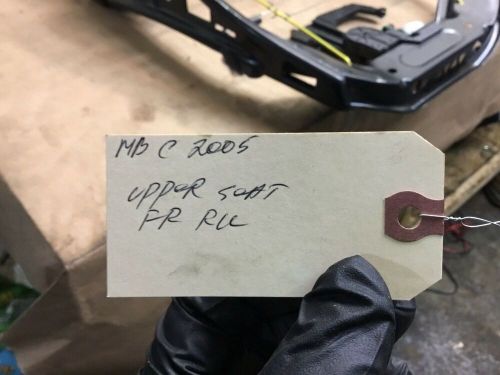 MB C 2005
UPPER SEAT
FR RH